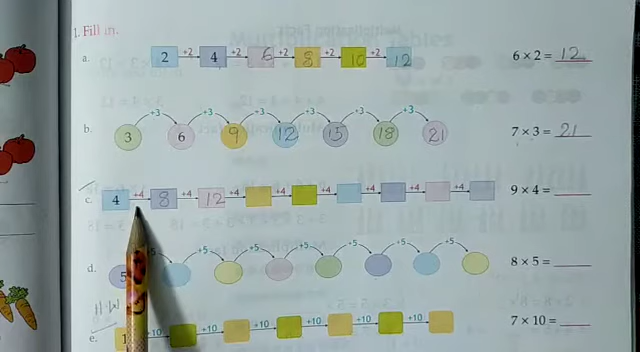 1. Fill in.
a. 2 +2 4 +2 6 +2 8 +2 10 +2 12 6 × 2 = 12
b. 3 +3 6 +3 9 +3 12 +3 15 +3 18 +3 21 7 × 3 = 21
c. 4 +4 8 +4 12 +4 +4 +4 +4 +4 +4 9 × 4 =
d. 5 +5 +5 +5 +5 +5 +5 8 × 5 =
H.W
e. 1 +10 +10 +10 +10 +10 +10 7 × 10 =